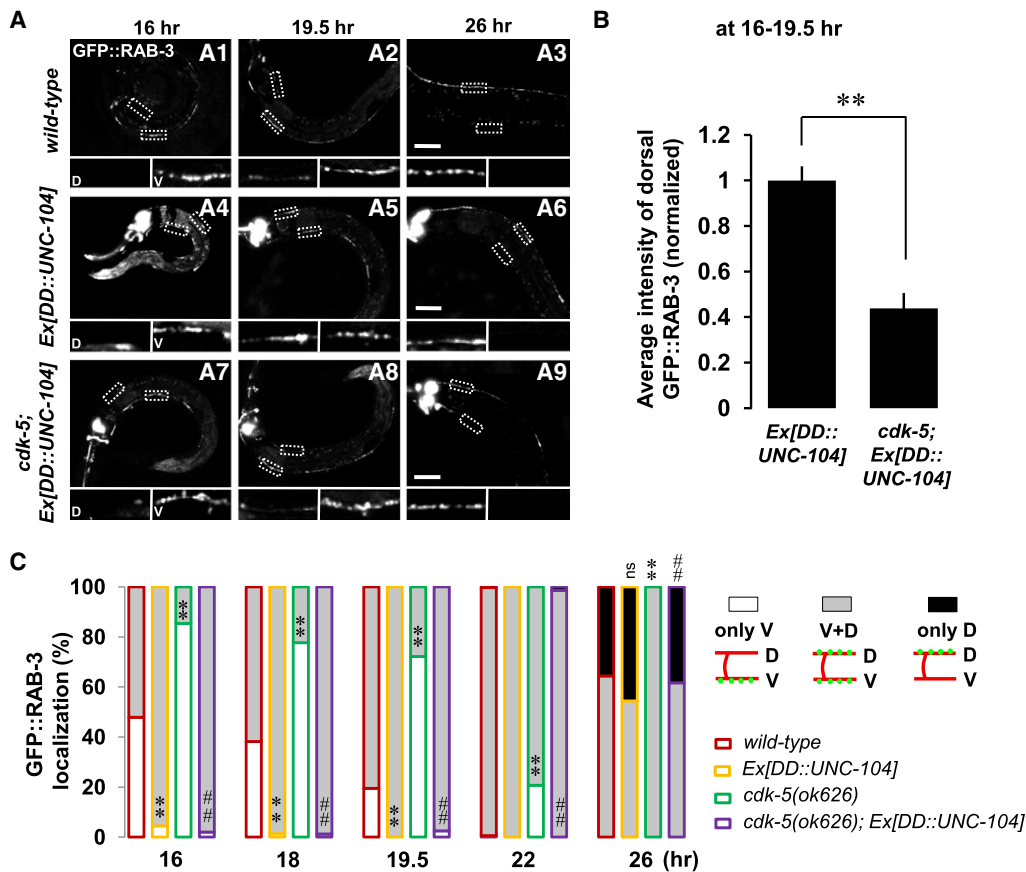 A
16 hr
19.5 hr
26 hr
wild-type
GFP::RAB-3
A1
A2
A3
D
V
Ex[DD::UNC-104]
A4
A5
A6
D
V
cdk-5;
Ex[DD::UNC-104]
A7
A8
A9
D
V
B
at 16-19.5 hr
**
Average intensity of dorsal
GFP::RAB-3 (normalized)
1.2
1
0.8
0.6
0.4
0.2
0
Ex[DD::
UNC-104]
cdk-5;
Ex[DD::
UNC-104]
C
GFP::RAB-3
localization (%)
100
80
60
40
20
0
**
**
##
**
**
##
**
**
##
**
##
ns
**
##
16
18
19.5
22
26 (hr)
only V
V+D
only D
D
V
D
V
D
V
wild-type
Ex[DD::UNC-104]
cdk-5(ok626)
cdk-5(ok626); Ex[DD::UNC-104]